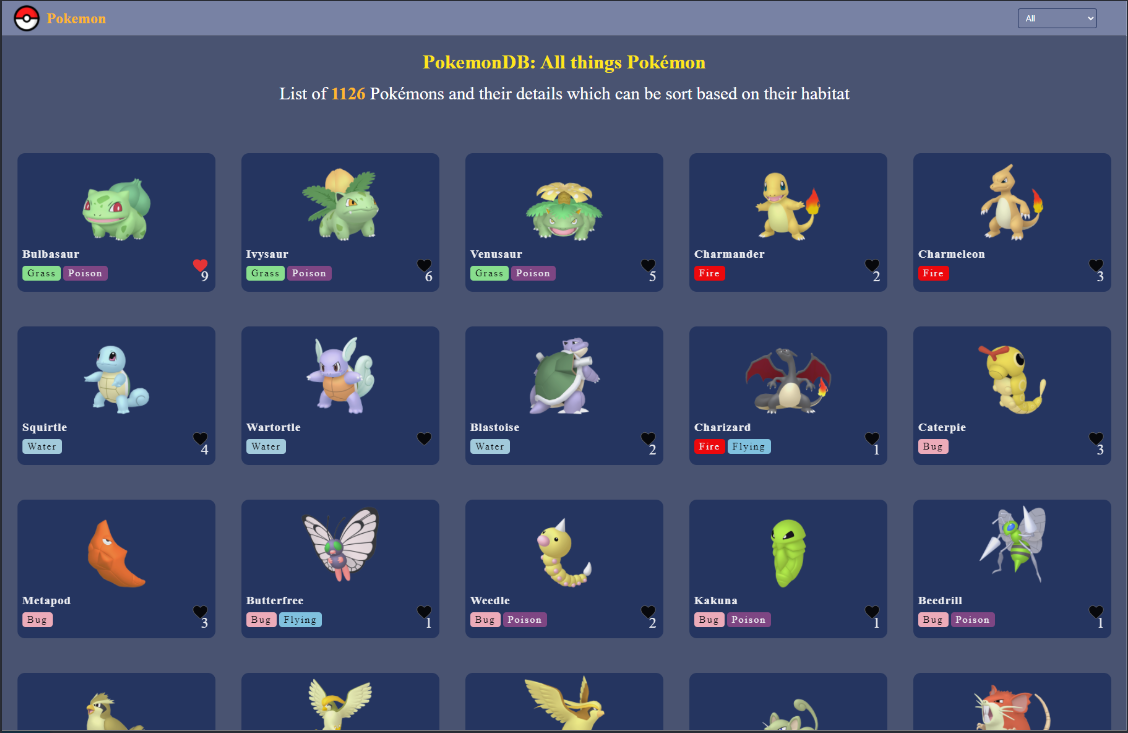 Pokemon
All
PokemonDB: All things Pokémon
List of 1126 Pokémons and their details which can be sort based on their habitat
Bulbasaur
Grass Poison
9
Ivysaur
Grass Poison
6
Venusaur
Grass Poison
5
Charmander
Fire
2
Charmeleon
Fire
3
Squirtle
Water
4
Wartortle
Water
Blastoise
Water
2
Charizard
Fire Flying
1
Caterpie
Bug
3
Metapod
Bug
3
Butterfree
Bug Flying
1
Weedle
Bug Poison
2
Kakuna
Bug Poison
1
Beedrill
Bug Poison
1